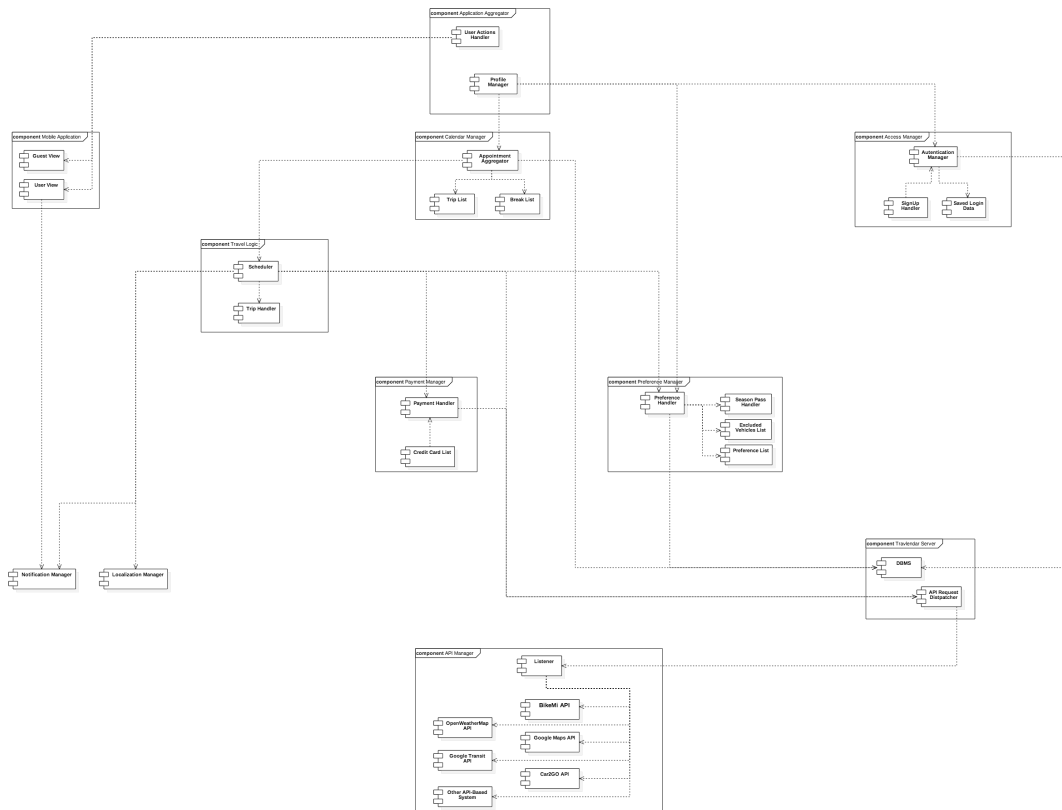 component Application Aggregator
User Actions
Handler
Profile
Manager
component Mobile Application
Guest View
User View
component Calendar Manager
Appointment
Aggregator
Trip List
Break List
component Access Manager
Autentication
Manager
SignUp
Handler
Saved Login
Data
component Travel Logic
Scheduler
Trip Handler
component Payment Manager
Payment Handler
Credit Card List
component Preference Manager
Preference
Handler
Season Pass
Handler
Excluded
Vehicles List
Preference List
Notification Manager
Localization Manager
component Travlendar Server
DBMS
API Request
Distpatcher
component API Manager
Listener
BikeMi API
OpenWeatherMap
API
Google Maps API
Google Transit
API
Car2GO API
Other API-Based
System